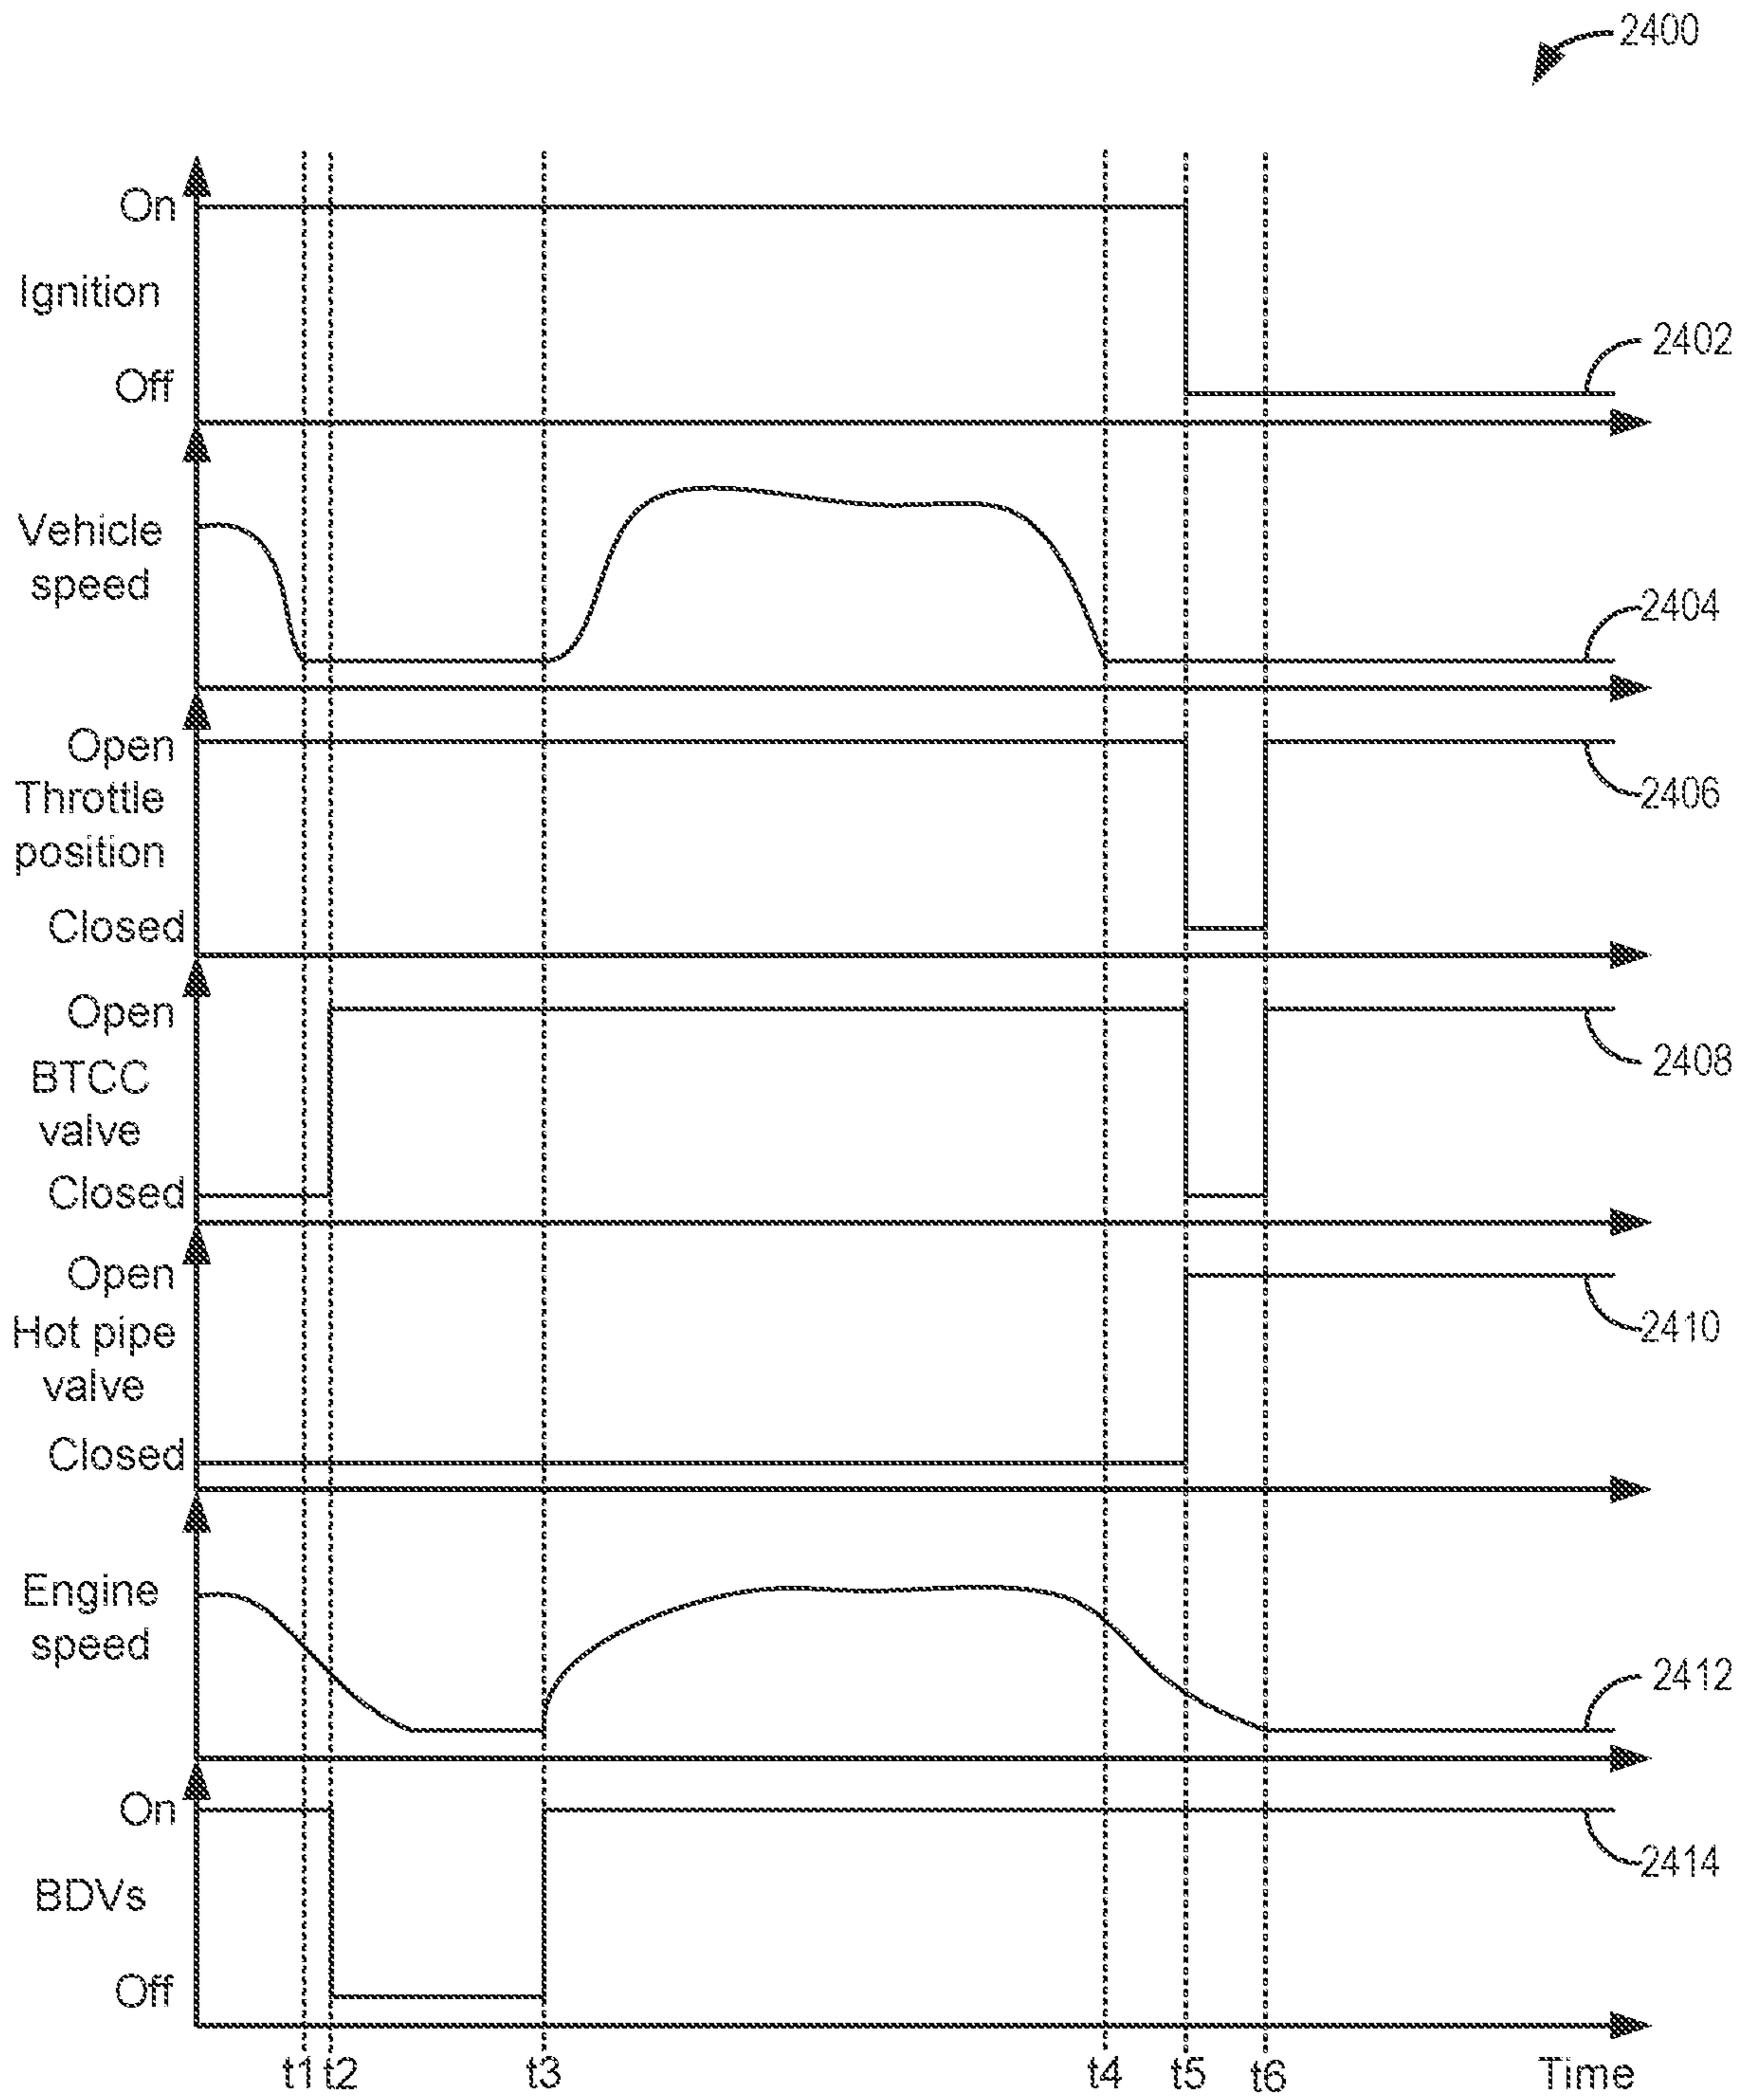 2400
On
Ignition
Off
2402
Vehicle
speed
2404
Open
Throttle
position
Closed
2406
Open
BTCC
valve
Closed
2408
Open
Hot pipe
valve
Closed
2410
Engine
speed
2412
On
BDVs
Off
2414
t1 t2 t3 t4 t5 t6 Time